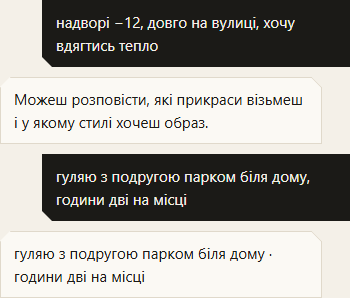 надворі −12, довго на вулиці, хочу
вдягтись тепло
Можеш розповісти, які прикраси візьмеш
і у якому стилі хочеш образ.
гуляю з подругою парком біля дому,
години дві на місці
гуляю з подругою парком біля дому ·
години дві на місці